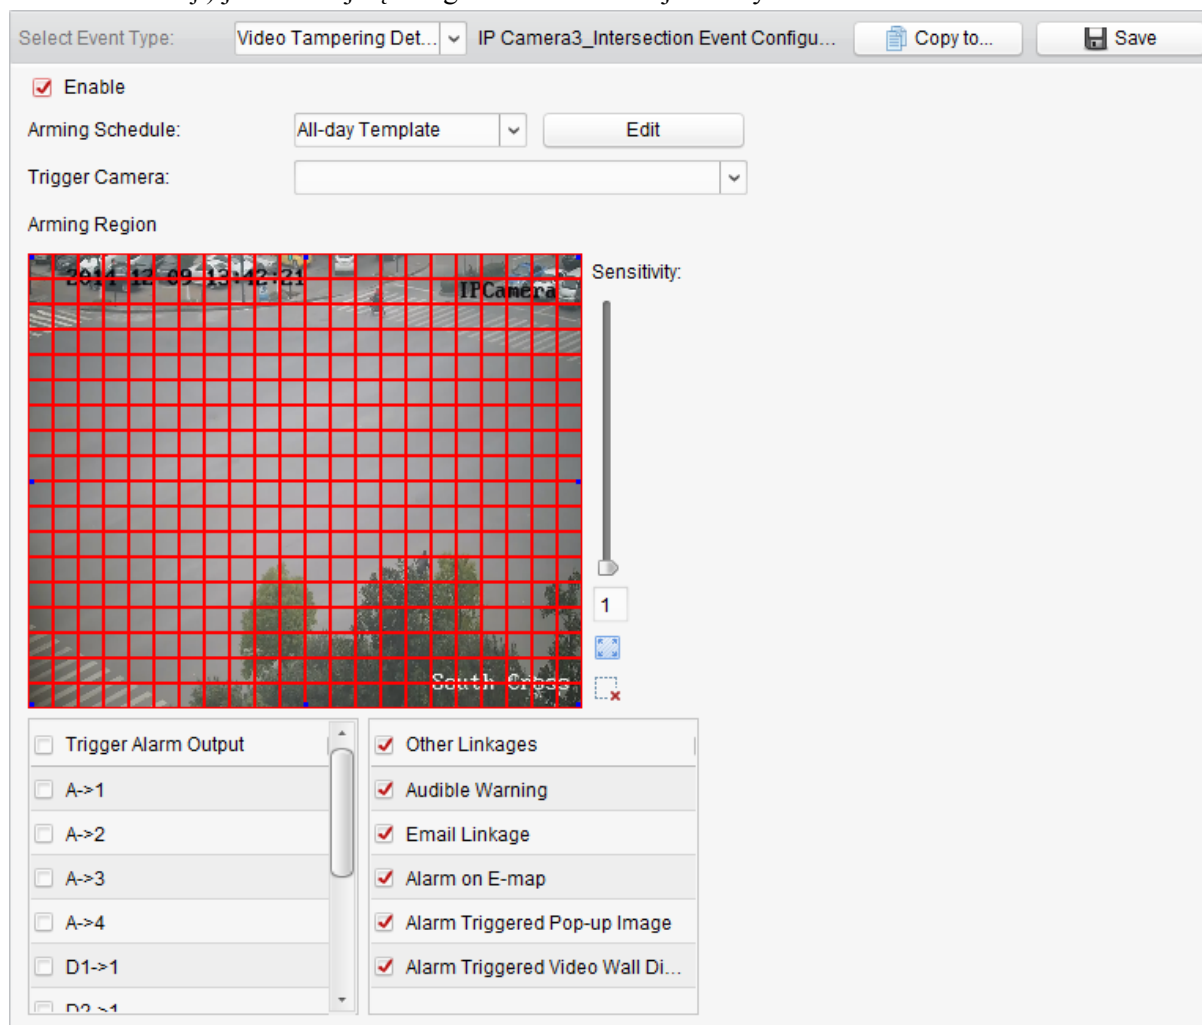 Select Event Type: Video Tampering Det... IP Camera3_Intersection Event Configu... Copy to... Save
Enable
Arming Schedule: All-day Template Edit
Trigger Camera:
Arming Region
2014-12-09 13:42:21
Sensitivity:
IPCamera
1
South Cross
Trigger Alarm Output
Other Linkages
A->1
Audible Warning
A->2
Email Linkage
A->3
Alarm on E-map
A->4
Alarm Triggered Pop-up Image
D1->1
Alarm Triggered Video Wall Di...
D2->1